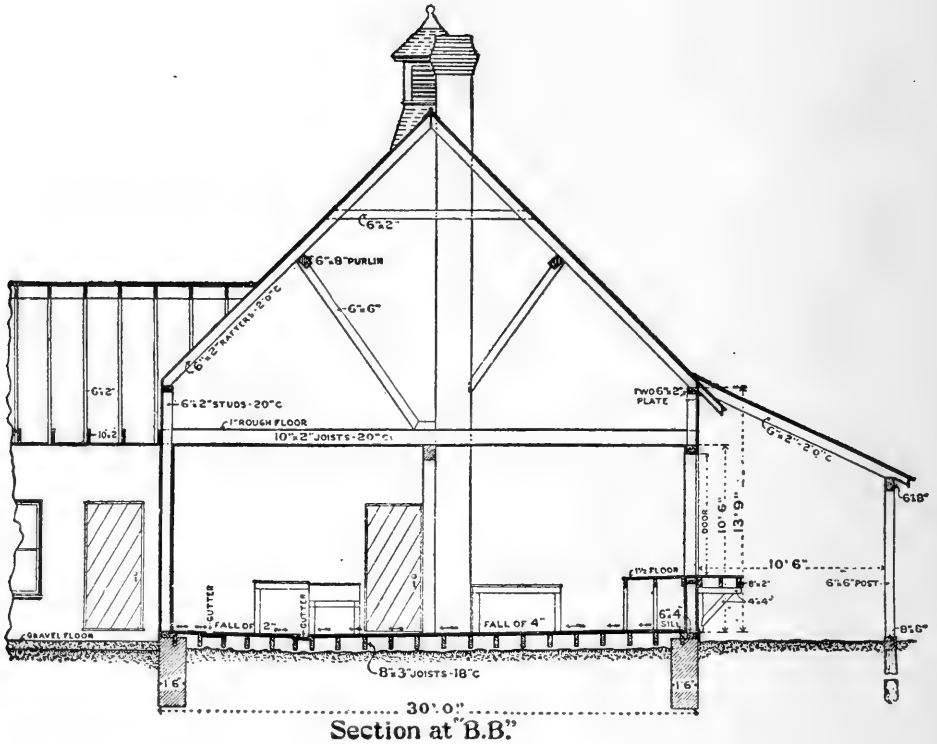 6"x2"
6"x8" PURLIN
6"x6"
6"x2" RAFTERS-2'0"C
6"x2"
6"x2" STUDS-20"C
TWO 6"x2"
PLATE
1" ROUGH FLOOR
10"x2" JOISTS-20"C
10"x2"
6"x2"-20"C
6"x8"
DOOR
10'6"
13'9"
10'6"
1½ FLOOR
8"x2"
6"x6" POST
4"x4"
GUTTER
GUTTER
6"x4"
SILL
FALL OF 2"
FALL OF 4"
GRAVEL FLOOR
8"x6"
8"x3" JOISTS-18"C
1'6"
1'6"
30'.0"
Section at "B.B."